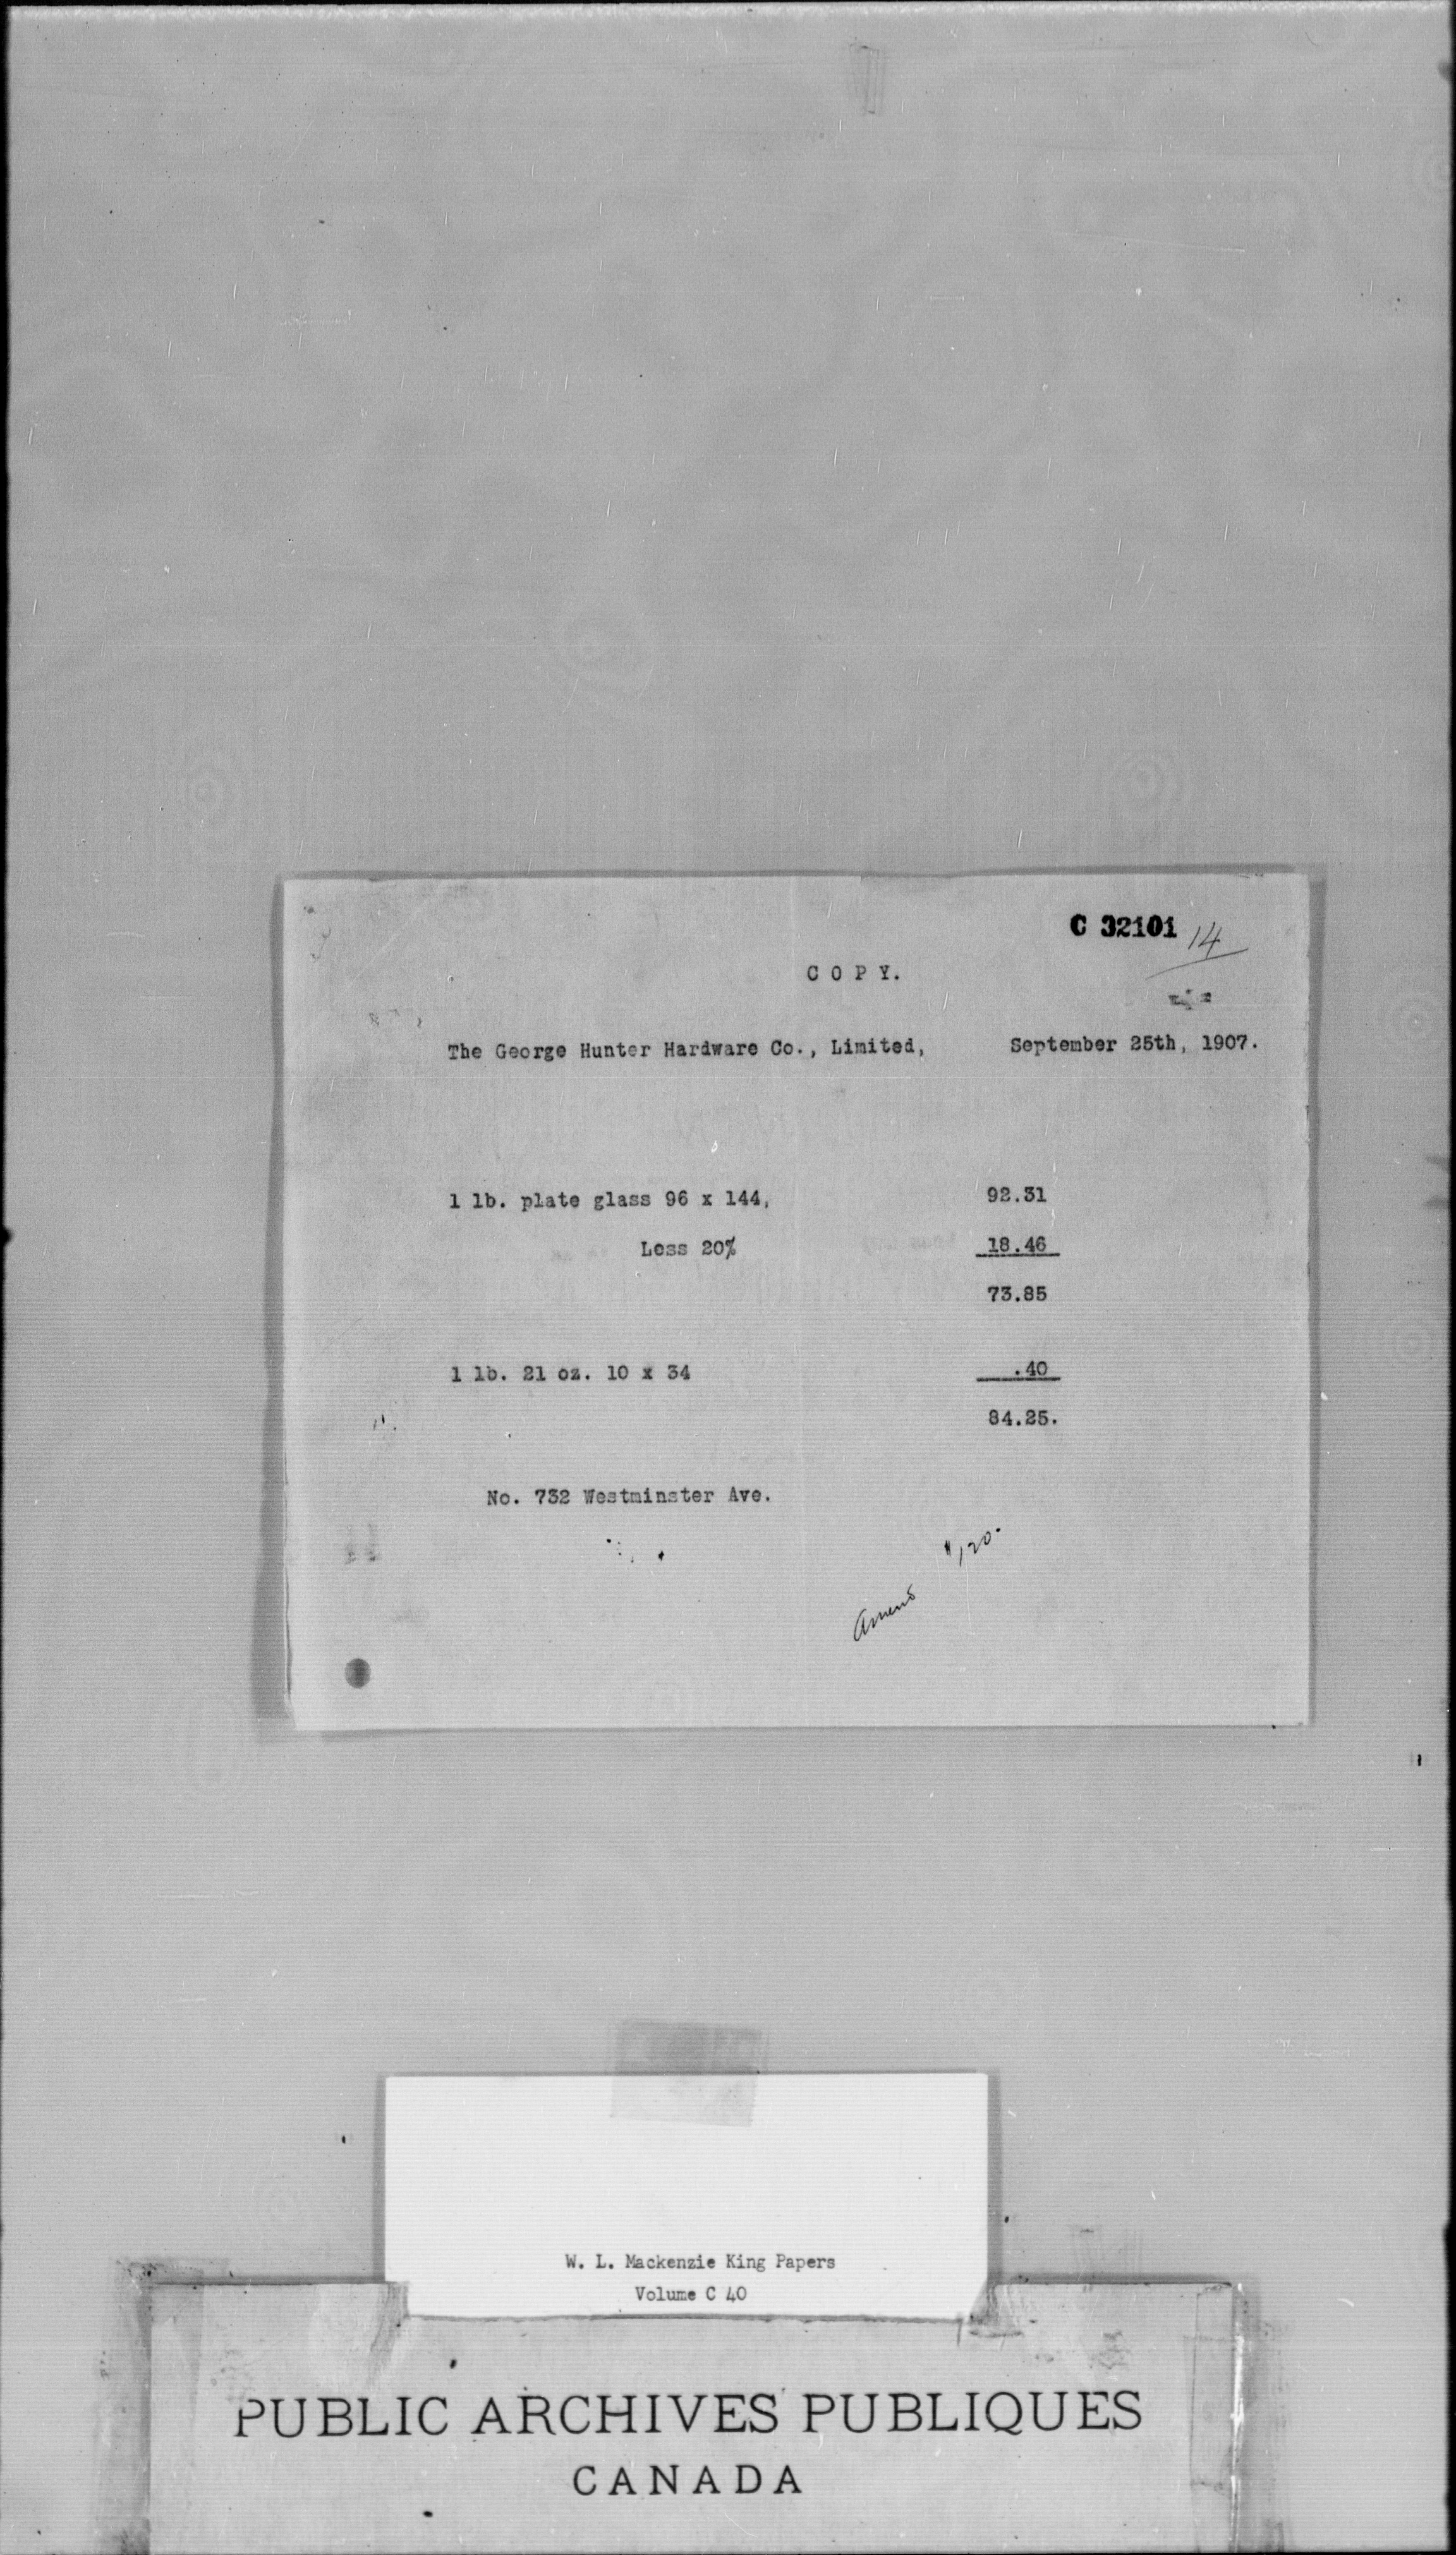 C 32101 14
C O P Y.
The George Hunter Hardware Co., Limited, September 25th, 1907.
1 lb. plate glass 96 x 144, 92.31
Less 20% 18.46
73.85
1 lb. 21 oz. 10 x 34 .40
84.25.
No. 732 Westminster Ave.
$120.
Amend
W. L. Mackenzie King Papers
Volume C 40
PUBLIC ARCHIVES PUBLIQUES
CANADA